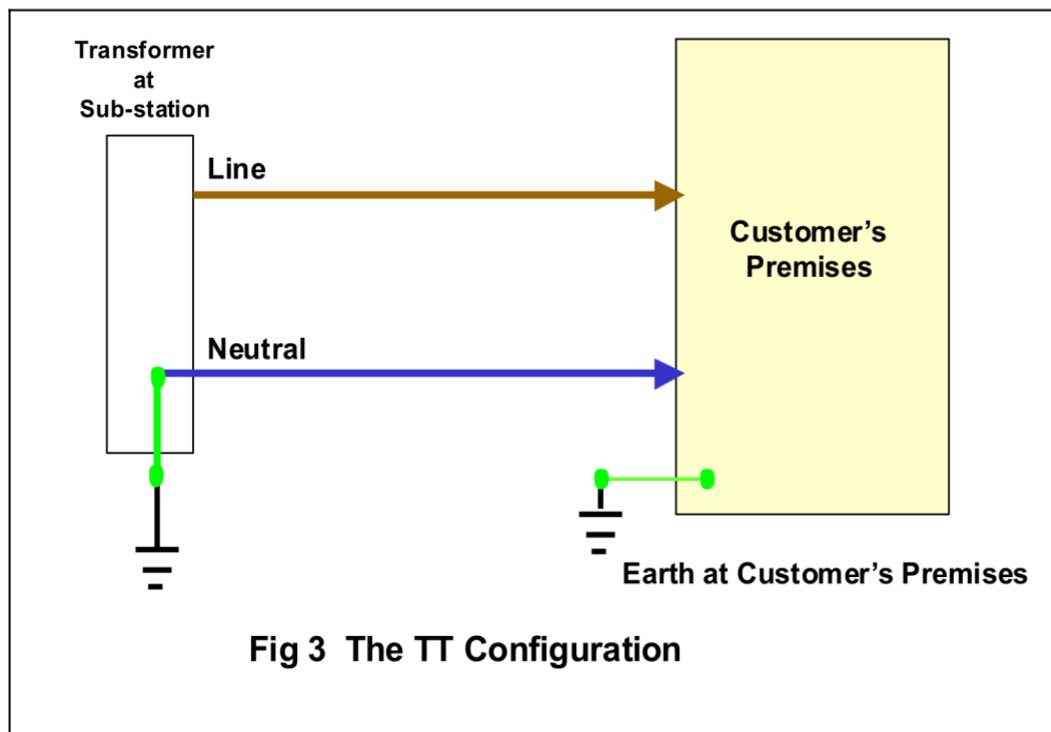 Transformer
at
Sub-station
Line
Customer's
Premises
Neutral
Earth at Customer's Premises
Fig 3 The TT Configuration